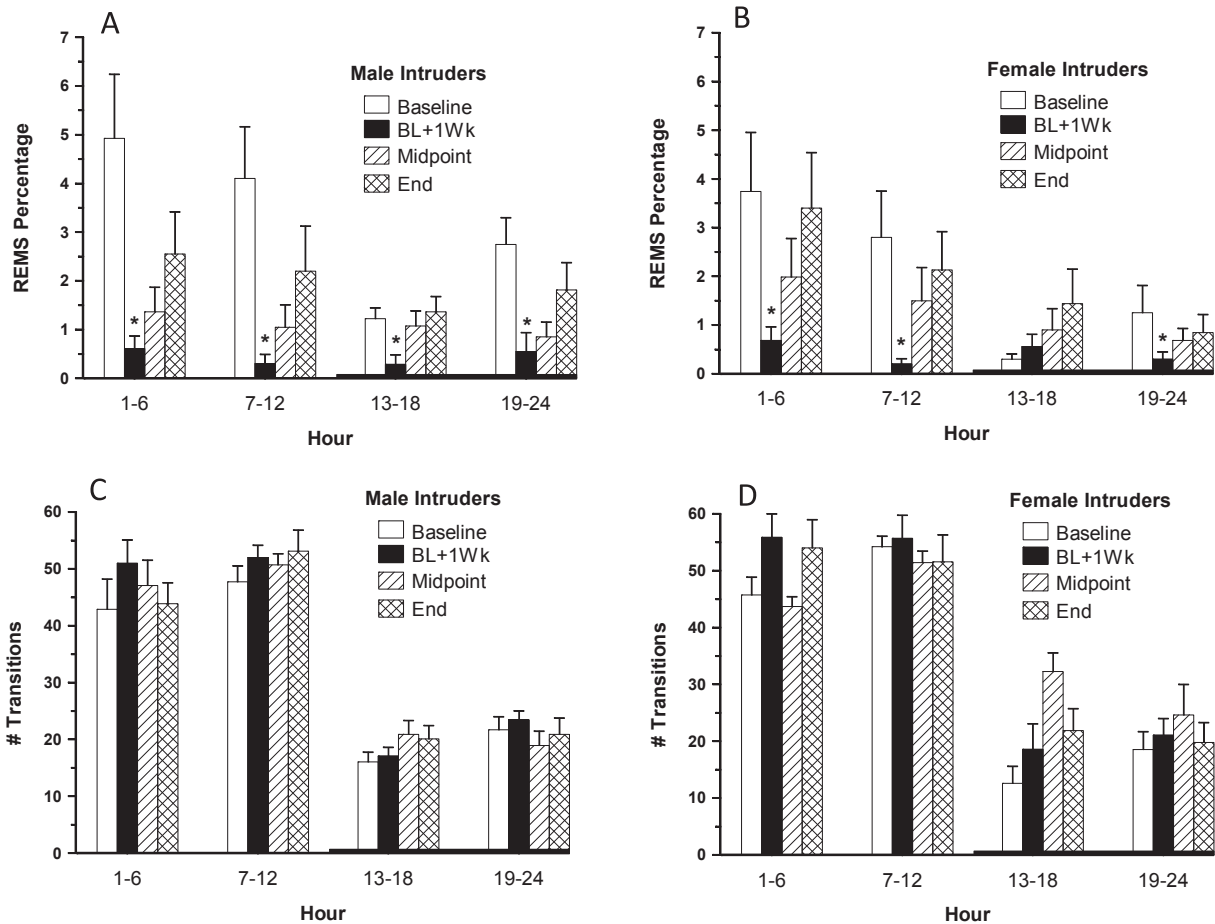 A
7
6
5
4
3
2
1
0
REMS Percentage
Male Intruders
Baseline
BL+1Wk
Midpoint
End
*
*
*
*
1-6
7-12
13-18
19-24
Hour
B
7
6
5
4
3
2
1
0
REMS Percentage
Female Intruders
Baseline
BL+1Wk
Midpoint
End
*
*
*
1-6
7-12
13-18
19-24
Hour
C
60
50
40
30
20
10
0
# Transitions
Male Intruders
Baseline
BL+1Wk
Midpoint
End
1-6
7-12
13-18
19-24
Hour
D
60
50
40
30
20
10
0
# Transitions
Female Intruders
Baseline
BL+1Wk
Midpoint
End
1-6
7-12
13-18
19-24
Hour